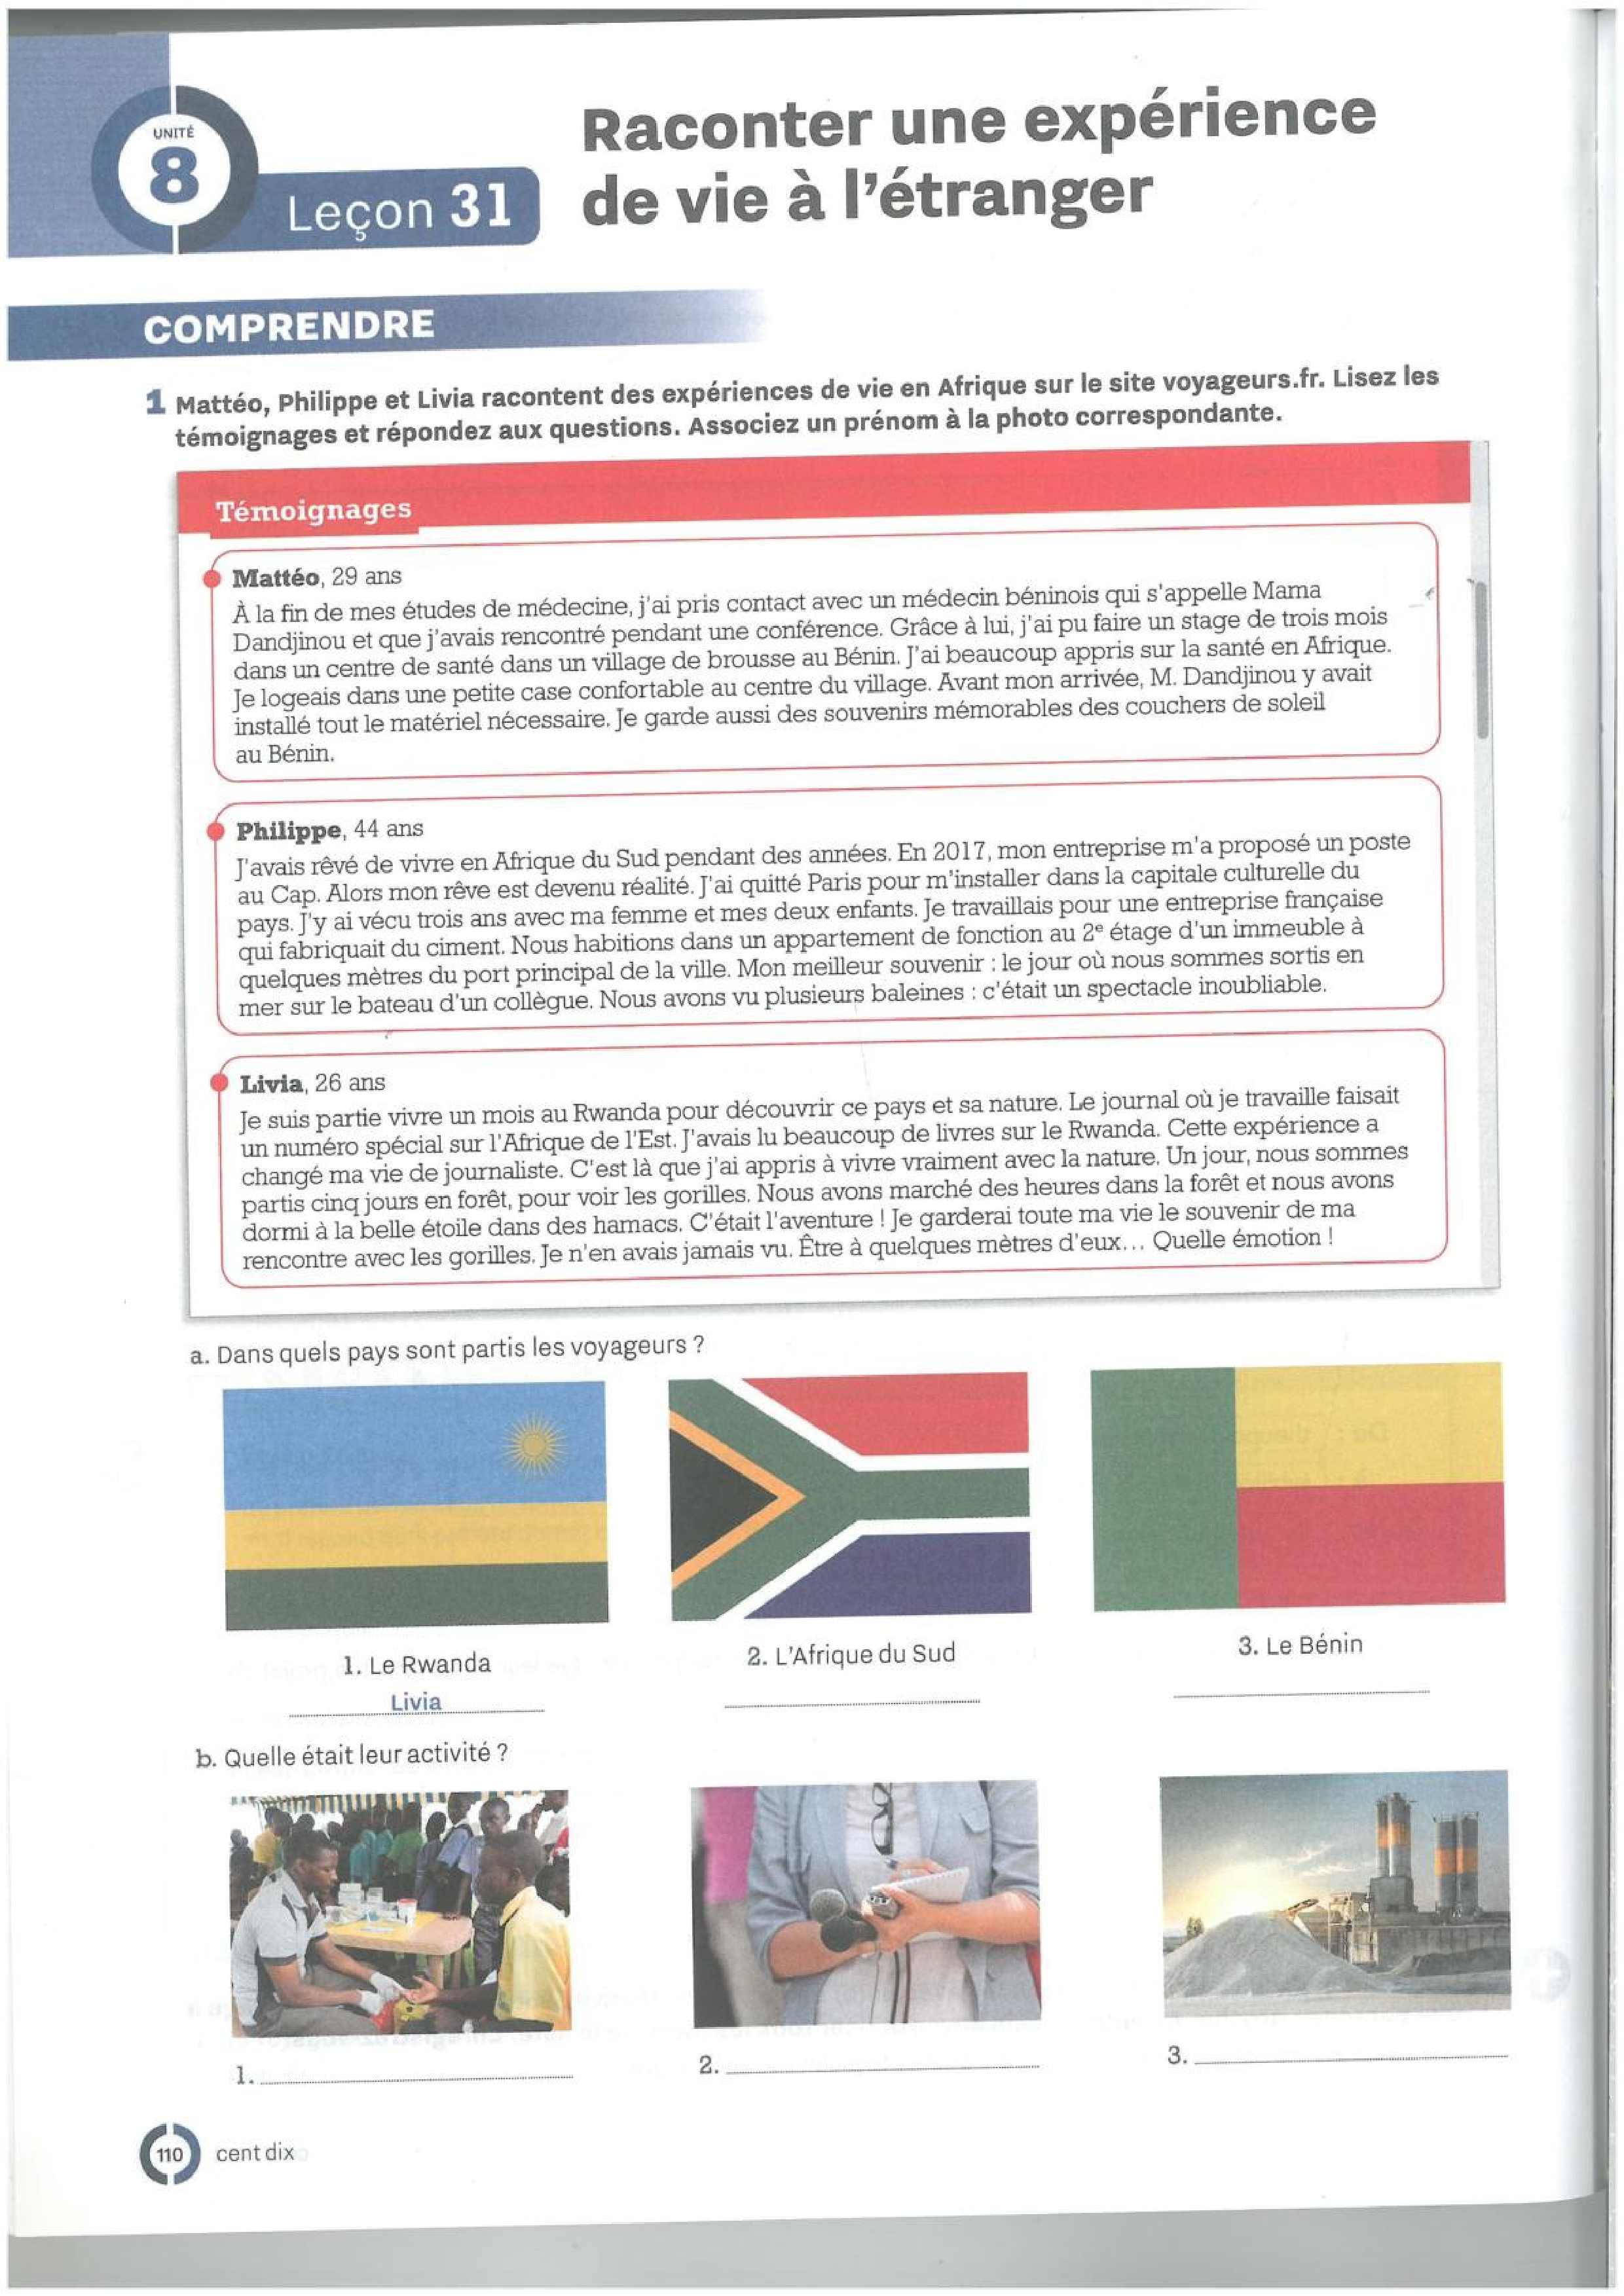 UNITÉ
8
Leçon 31
Raconter une expérience
de vie à l'étranger
COMPRENDRE
1 Mattéo, Philippe et Livia racontent des expériences de vie en Afrique sur le site voyageurs.fr. Lisez les
témoignages et répondez aux questions. Associez un prénom à la photo correspondante.
Témoignages
Mattéo, 29 ans
À la fin de mes études de médecine, j'ai pris contact avec un médecin béninois qui s'appelle Mama
Dandjinou et que j'avais rencontré pendant une conférence. Grâce à lui, j'ai pu faire un stage de trois mois
dans un centre de santé dans un village de brousse au Bénin. J'ai beaucoup appris sur la santé en Afrique.
Je logeais dans une petite case confortable au centre du village. Avant mon arrivée, M. Dandjinou y avait
installé tout le matériel nécessaire. Je garde aussi des souvenirs mémorables des couchers de soleil
au Bénin.
Philippe, 44 ans
J'avais rêvé de vivre en Afrique du Sud pendant des années. En 2017, mon entreprise m'a proposé un poste
au Cap. Alors mon rêve est devenu réalité. J'ai quitté Paris pour m'installer dans la capitale culturelle du
pays. J'y ai vécu trois ans avec ma femme et mes deux enfants. Je travaillais pour une entreprise française
qui fabriquait du ciment. Nous habitions dans un appartement de fonction au 2e étage d'un immeuble à
quelques mètres du port principal de la ville. Mon meilleur souvenir : le jour où nous sommes sortis en
mer sur le bateau d'un collègue. Nous avons vu plusieurs baleines : c'était un spectacle inoubliable.
Livia, 26 ans
Je suis partie vivre un mois au Rwanda pour découvrir ce pays et sa nature. Le journal où je travaille faisait
un numéro spécial sur l'Afrique de l'Est. J'avais lu beaucoup de livres sur le Rwanda. Cette expérience a
changé ma vie de journaliste. C'est là que j'ai appris à vivre vraiment avec la nature. Un jour, nous sommes
partis cinq jours en forêt, pour voir les gorilles. Nous avons marché des heures dans la forêt et nous avons
dormi à la belle étoile dans des hamacs. C'était l'aventure ! Je garderai toute ma vie le souvenir de ma
rencontre avec les gorilles. Je n'en avais jamais vu. Être à quelques mètres d'eux... Quelle émotion !
a. Dans quels pays sont partis les voyageurs ?
1. Le Rwanda
2. L'Afrique du Sud
3. Le Bénin
Livia
b. Quelle était leur activité ?
1.
2.
3.
110 cent dix